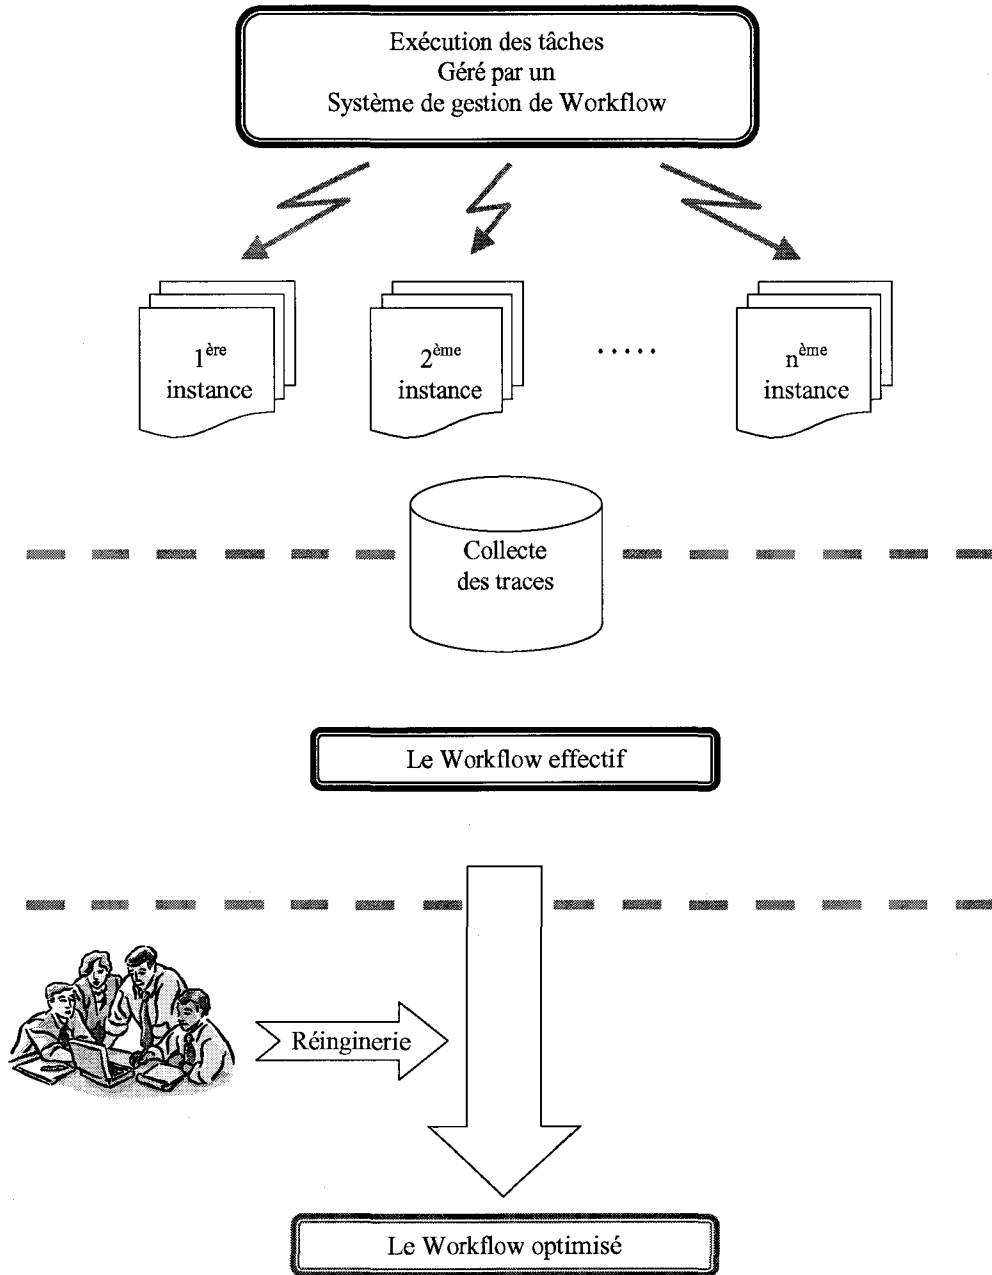 Exécution des tâches
Géré par un
Système de gestion de Workflow
1ère
instance
2ème
instance
.....
nème
instance
Collecte
des traces
Le Workflow effectif
Réinginerie
Le Workflow optimisé